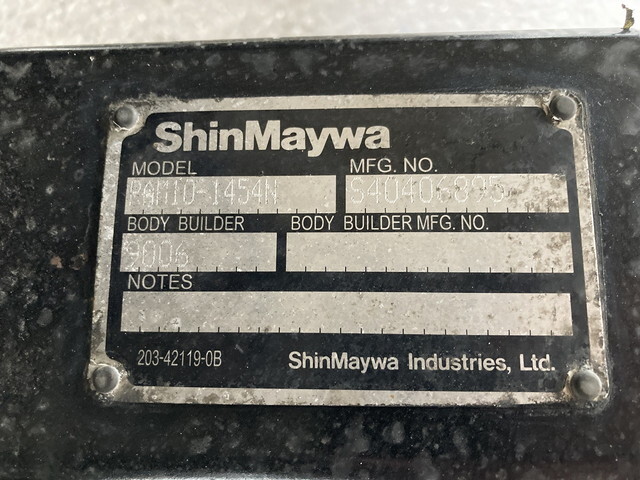 ShinMaywa
MODEL MFG. NO.
RAM10-1454N S40406895
BODY BUILDER BODY BUILDER MFG. NO.
9006
NOTES
203-42119-0B ShinMaywa Industries, Ltd.